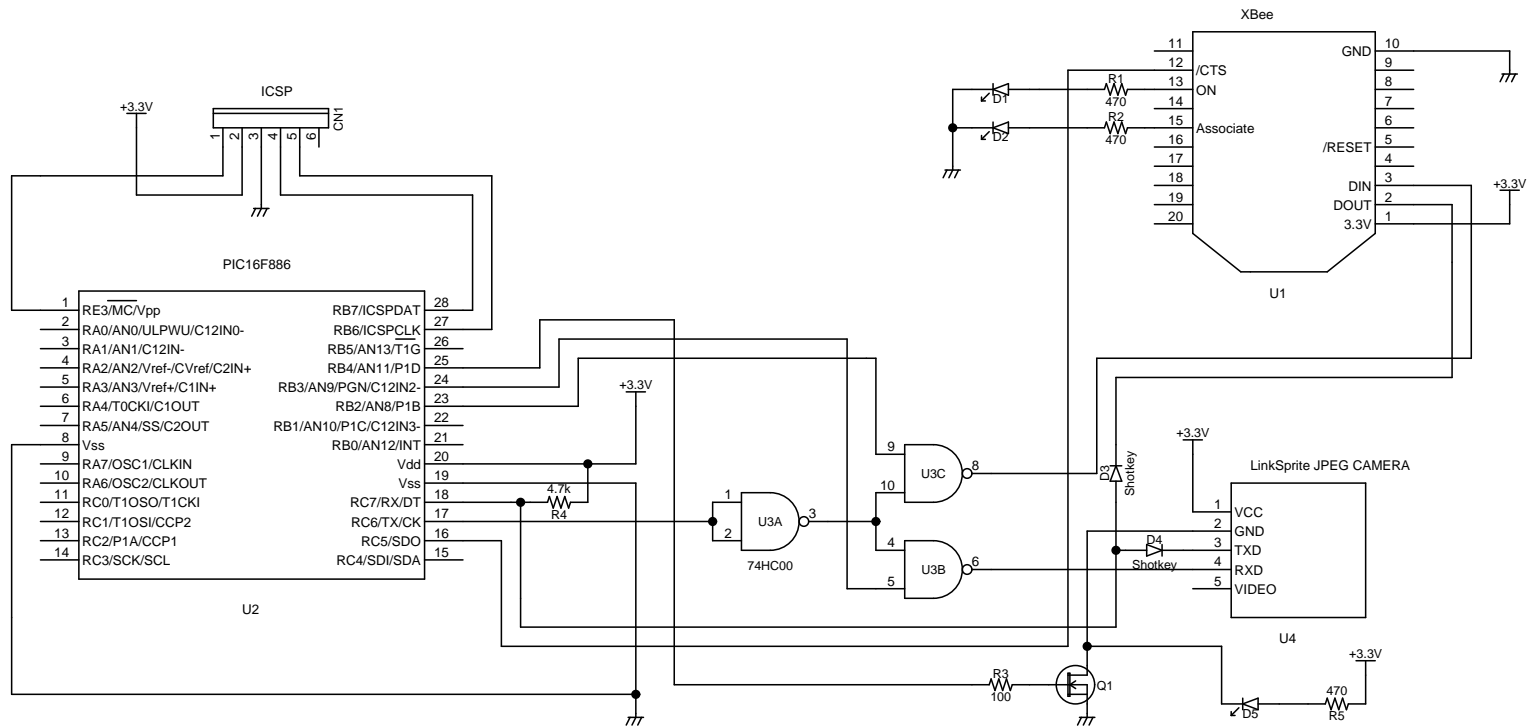 XBee
11
12
13
14
15
16
17
18
19
20
/CTS
ON
Associate
GND
/RESET
DIN
DOUT
3.3V
10
9
8
7
6
5
4
3
2
1
U1
+3.3V
D1
R1
470
D2
R2
470
ICSP
+3.3V
CN1
1
2
3
4
5
6
PIC16F886
1 RE3/MC/Vpp
2 RA0/AN0/ULPWU/C12IN0-
3 RA1/AN1/C12IN-
4 RA2/AN2/Vref-/CVref/C2IN+
5 RA3/AN3/Vref+/C1IN+
6 RA4/T0CKI/C1OUT
7 RA5/AN4/SS/C2OUT
8 Vss
9 RA7/OSC1/CLKIN
10 RA6/OSC2/CLKOUT
11 RC0/T1OSO/T1CKI
12 RC1/T1OSI/CCP2
13 RC2/P1A/CCP1
14 RC3/SCK/SCL
RB7/ICSPDAT 28
RB6/ICSPCLK 27
RB5/AN13/T1G 26
RB4/AN11/P1D 25
RB3/AN9/PGN/C12IN2- 24
RB2/AN8/P1B 23
RB1/AN10/P1C/C12IN3- 22
RB0/AN12/INT 21
Vdd 20
Vss 19
RC7/RX/DT 18
RC6/TX/CK 17
RC5/SDO 16
RC4/SDI/SDA 15
U2
+3.3V
4.7k
R4
1
2
U3A
3
74HC00
9
10
U3C
8
4
5
U3B
6
D3
Shotkey
D4
Shotkey
+3.3V
LinkSprite JPEG CAMERA
1 VCC
2 GND
3 TXD
4 RXD
5 VIDEO
U4
R3
100
Q1
D5
470
R5
+3.3V